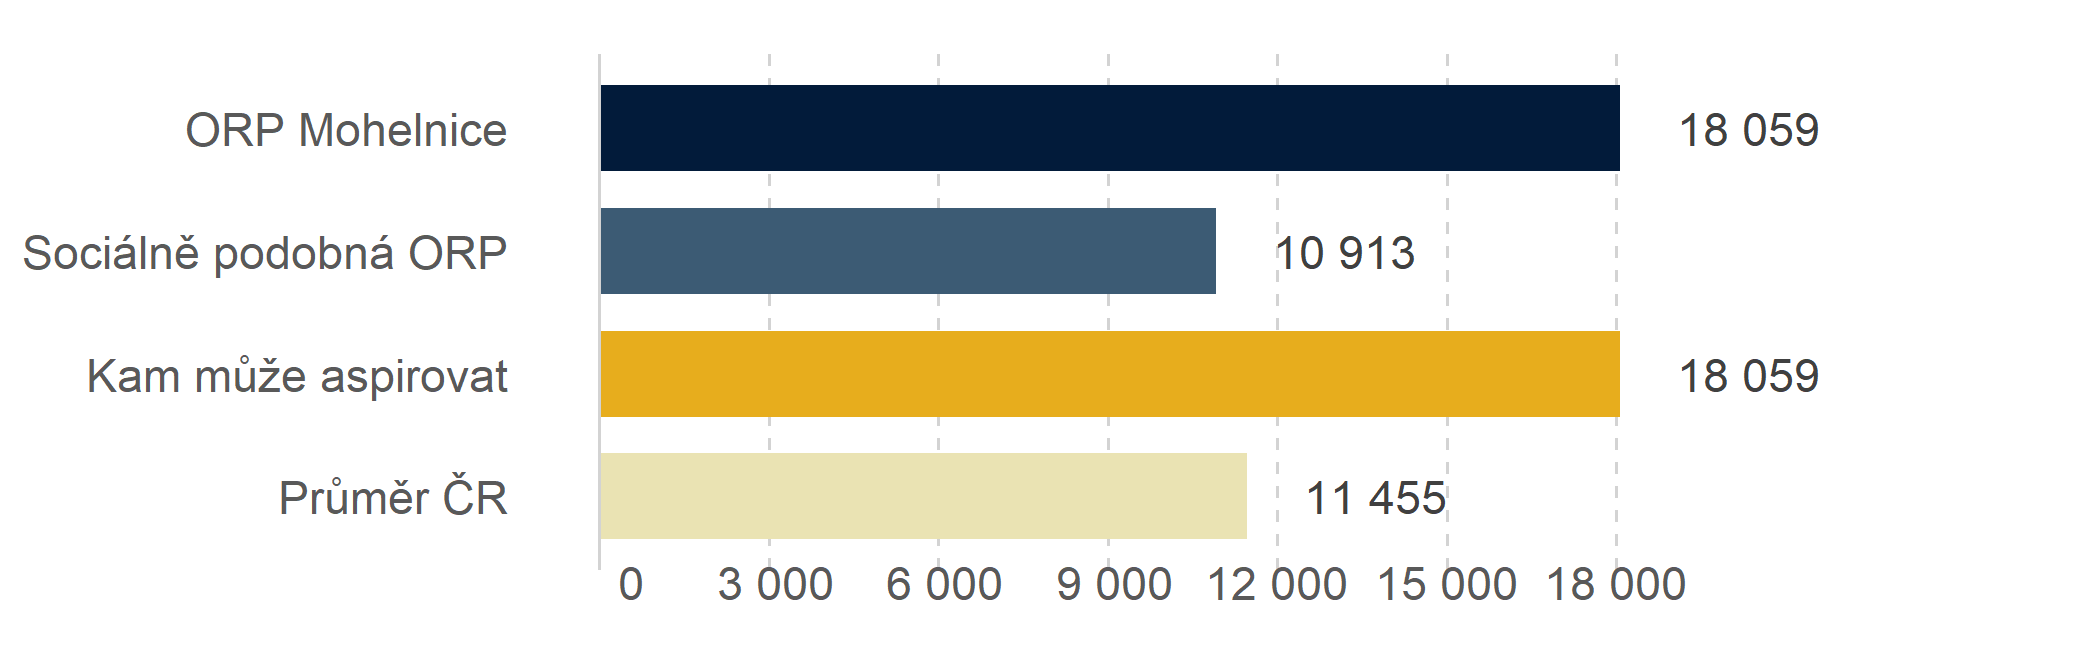 ORP Mohelnice 18 059
Sociálně podobná ORP 10 913
Kam může aspirovat 18 059
Průměr ČR 11 455
0 3 000 6 000 9 000 12 000 15 000 18 000